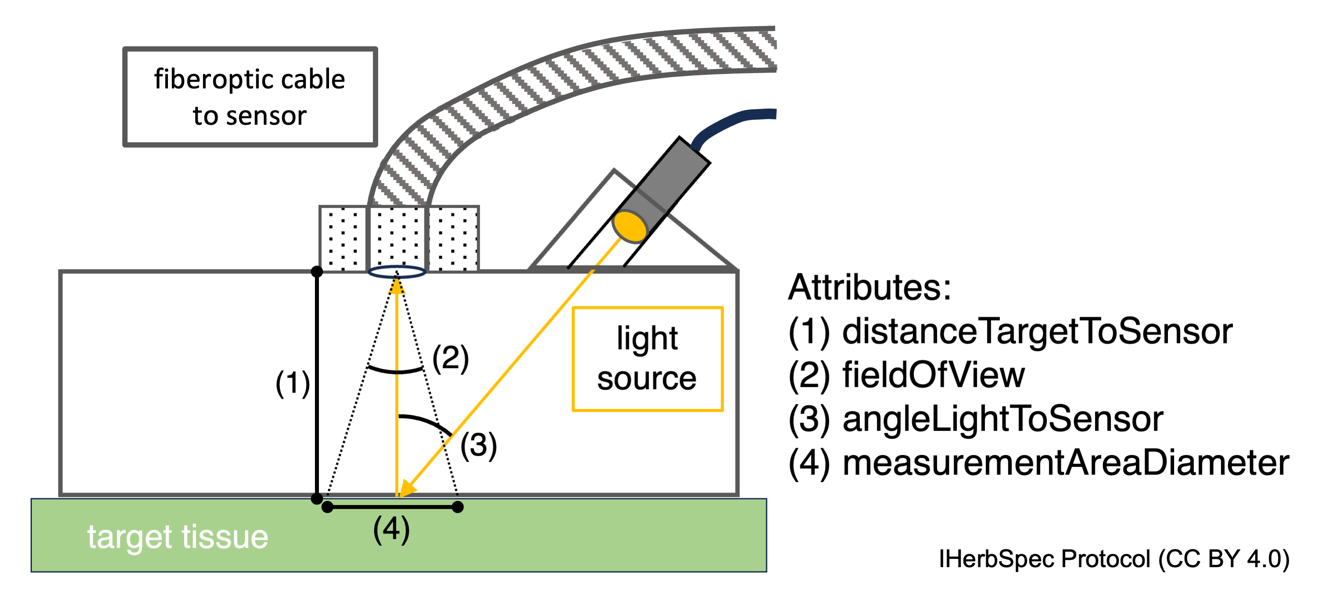 fiberoptic cable
to sensor
light
source
(1)
(2)
(3)
(4)
target tissue
Attributes:
(1) distanceTargetToSensor
(2) fieldOfView
(3) angleLightToSensor
(4) measurementAreaDiameter
IHerbSpec Protocol (CC BY 4.0)